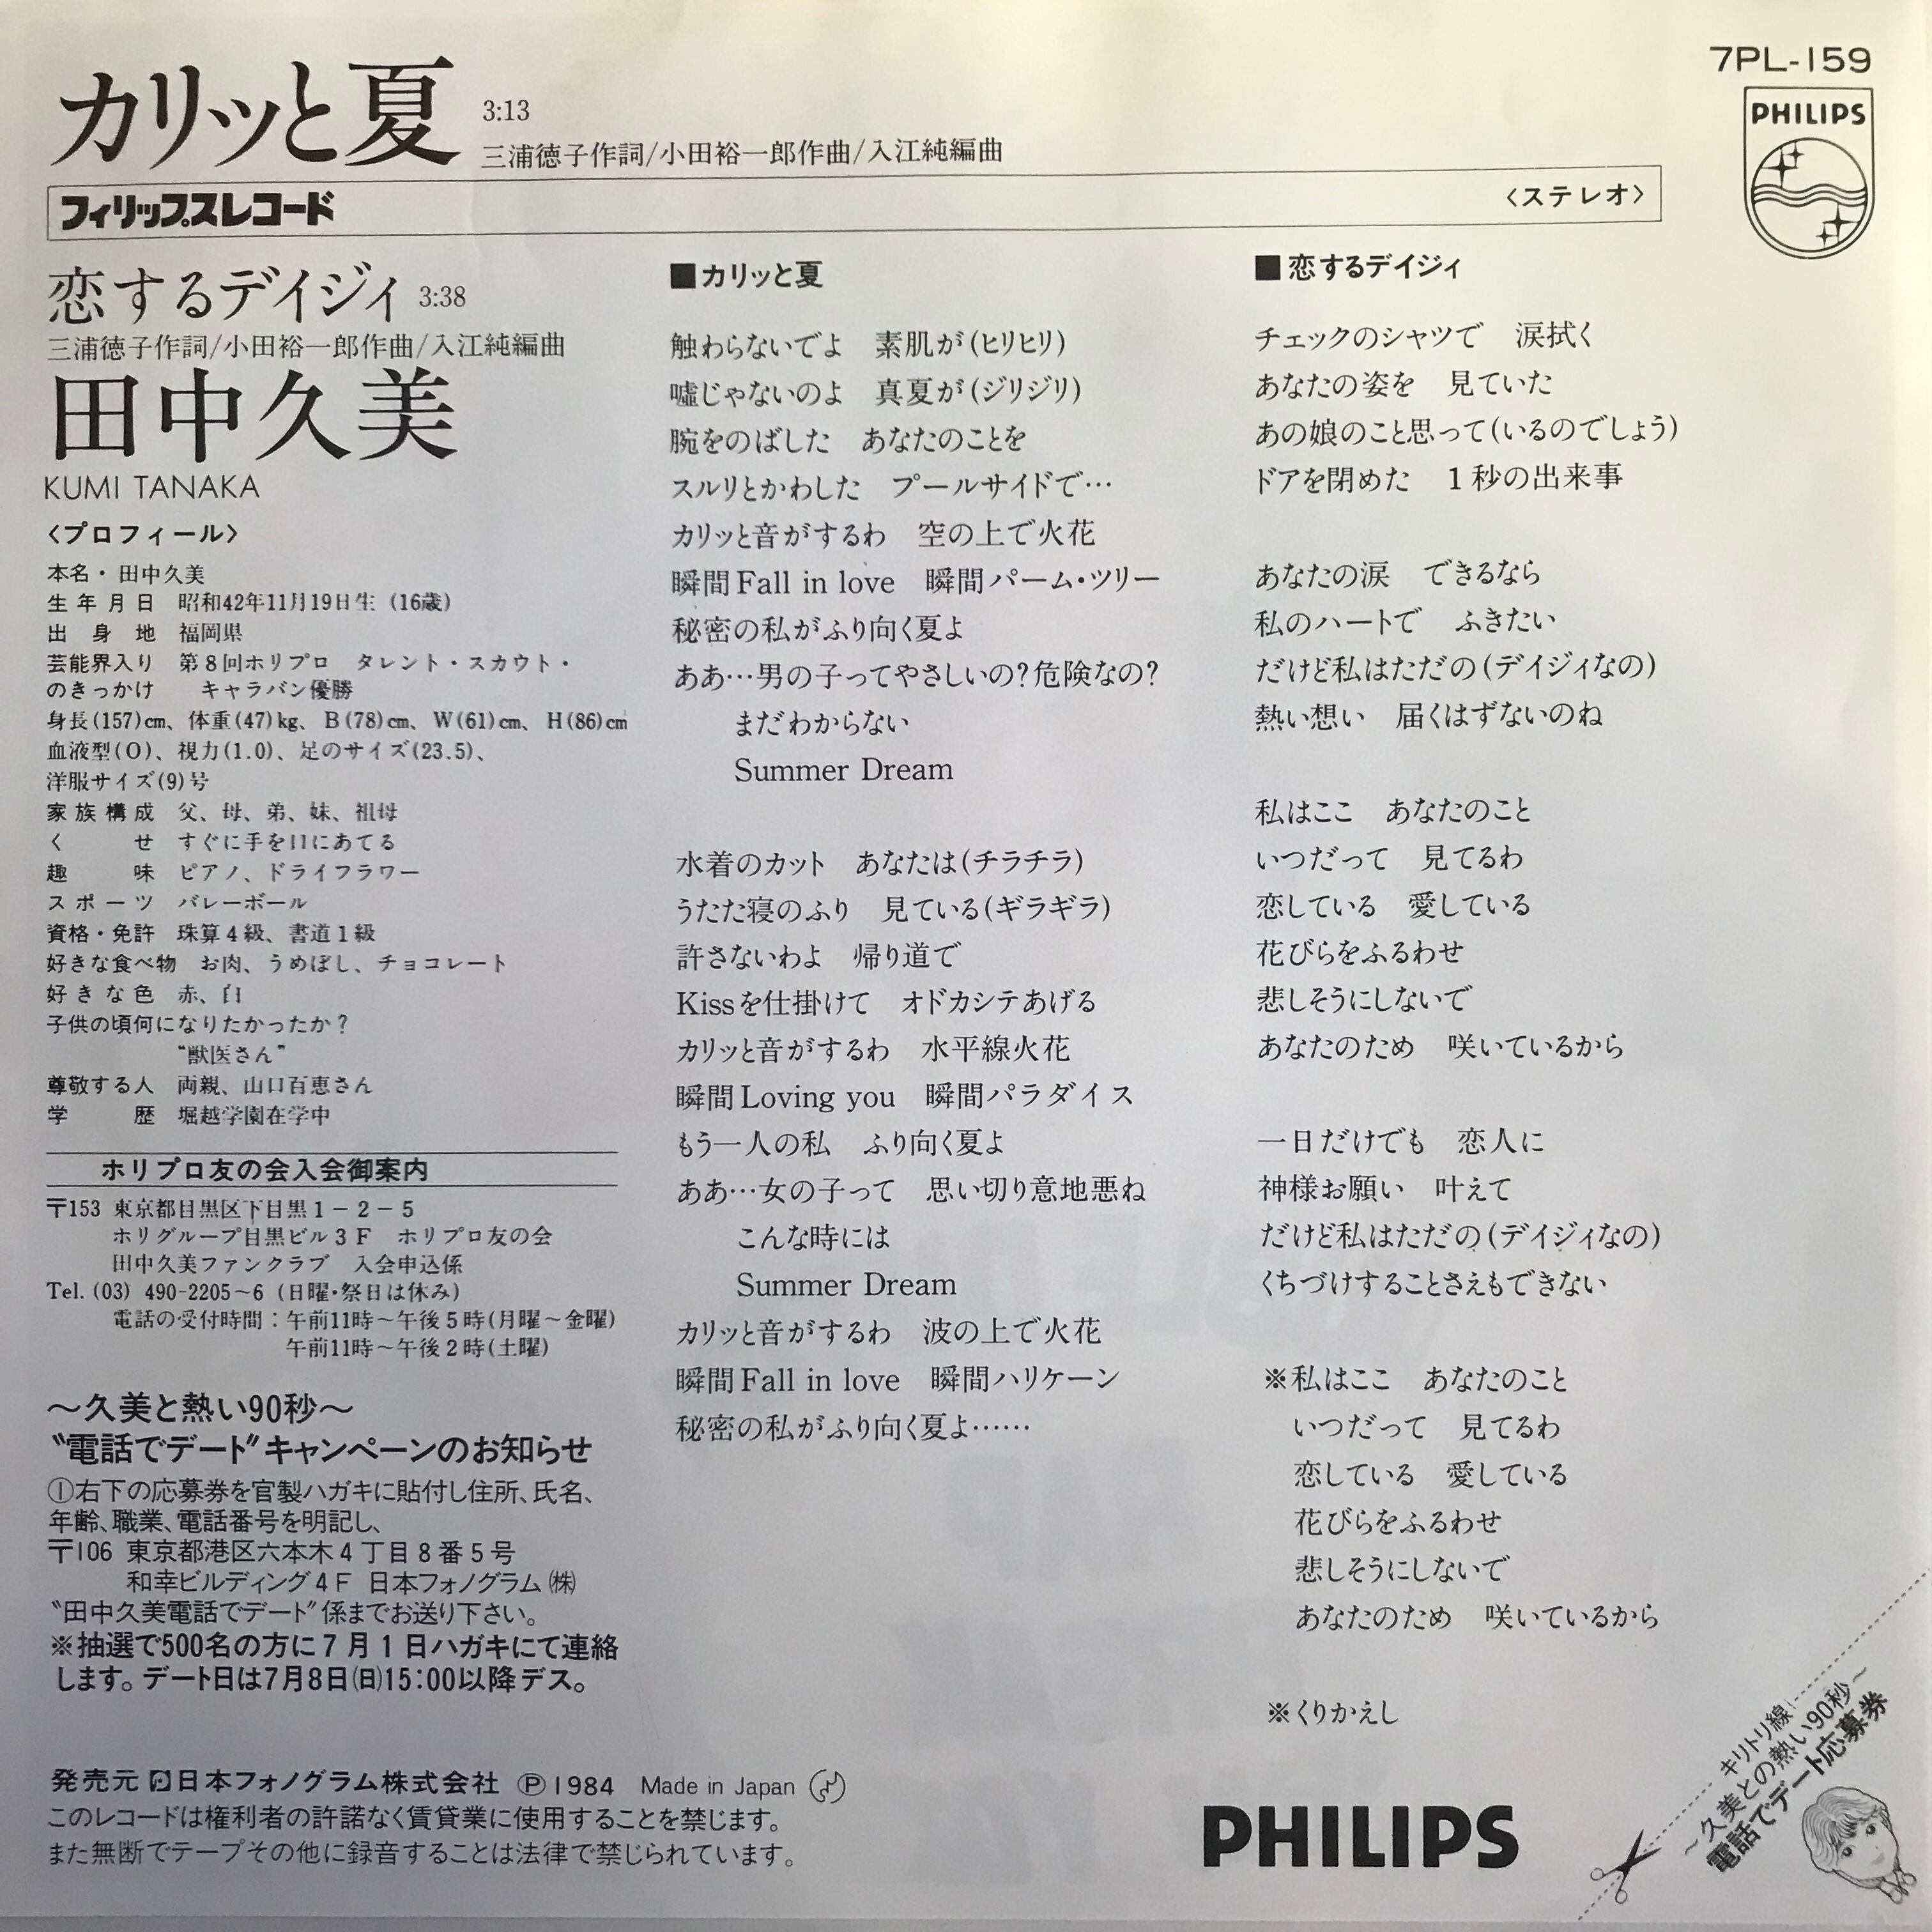 カリッと夏 3:13
三浦徳子作詞/小田裕一郎作曲/入江純編曲
7PL-159
PHILIPS
フィリップスレコード 〈ステレオ〉
恋するデイジィ 3:38
三浦徳子作詞/小田裕一郎作曲/入江純編曲
田中久美
KUMI TANAKA
〈プロフィール〉
本名・田中久美
生年月日 昭和42年11月19日生（16歳）
出身地 福岡県
芸能界入り 第8回ホリプロ タレント・スカウト・
のきっかけ キャラバン優勝
身長(157)cm、体重(47)kg、B(78)cm、W(61)cm、H(86)cm
血液型(O)、視力(1.0)、足のサイズ(23.5)、
洋服サイズ(9)号
家族構成 父、母、弟、妹、祖母
くせ すぐに手を口にあてる
趣味 ピアノ、ドライフラワー
スポーツ バレーボール
資格・免許 珠算4級、書道1級
好きな食べ物 お肉、うめぼし、チョコレート
好きな色 赤、白
子供の頃何になりたかったか？
“獣医さん”
尊敬する人 両親、山口百恵さん
学歴 堀越学園在学中
ホリプロ友の会入会御案内
〒153 東京都目黒区下目黒1－2－5
ホリグループ目黒ビル3F ホリプロ友の会
田中久美ファンクラブ 入会申込係
Tel. (03) 490-2205～6（日曜・祭日は休み）
電話の受付時間：午前11時～午後5時(月曜～金曜)
午前11時～午後2時(土曜)
～久美と熱い90秒～
〝電話でデート〞キャンペーンのお知らせ
①右下の応募券を官製ハガキに貼付し住所、氏名、
年齢、職業、電話番号を明記し、
〒106 東京都港区六本木4丁目8番5号
和幸ビルディング4F 日本フォノグラム㈱
〝田中久美電話でデート〞係までお送り下さい。
※抽選で500名の方に7月1日ハガキにて連絡
します。デート日は7月8日㈰15:00以降デス。
■カリッと夏
触わらないでよ 素肌が(ヒリヒリ)
嘘じゃないのよ 真夏が(ジリジリ)
腕をのばした あなたのことを
スルリとかわした プールサイドで…
カリッと音がするわ 空の上で火花
瞬間Fall in love 瞬間パーム・ツリー
秘密の私がふり向く夏よ
ああ…男の子ってやさしいの？危険なの？
まだわからない
Summer Dream
水着のカット あなたは(チラチラ)
うたた寝のふり 見ている(ギラギラ)
許さないわよ 帰り道で
Kissを仕掛けて オドカシテあげる
カリッと音がするわ 水平線火花
瞬間Loving you 瞬間パラダイス
もう一人の私 ふり向く夏よ
ああ…女の子って 思い切り意地悪ね
こんな時には
Summer Dream
カリッと音がするわ 波の上で火花
瞬間Fall in love 瞬間ハリケーン
秘密の私がふり向く夏よ……
■恋するデイジィ
チェックのシャツで 涙拭く
あなたの姿を 見ていた
あの娘のこと思って(いるのでしょう)
ドアを閉めた 1秒の出来事
あなたの涙 できるなら
私のハートで ふきたい
だけど私はただの(デイジィなの)
熱い想い 届くはずないのね
私はここ あなたのこと
いつだって 見てるわ
恋している 愛している
花びらをふるわせ
悲しそうにしないで
あなたのため 咲いているから
一日だけでも 恋人に
神様お願い 叶えて
だけど私はただの(デイジィなの)
くちづけすることさえもできない
※私はここ あなたのこと
いつだって 見てるわ
恋している 愛している
花びらをふるわせ
悲しそうにしないで
あなたのため 咲いているから
※くりかえし
発売元 日本フォノグラム株式会社 Ⓟ1984 Made in Japan
このレコードは権利者の許諾なく賃貸業に使用することを禁じます。
また無断でテープその他に録音することは法律で禁じられています。
PHILIPS
キリトリ線
～久美との熱い90秒～
電話でデート応募券